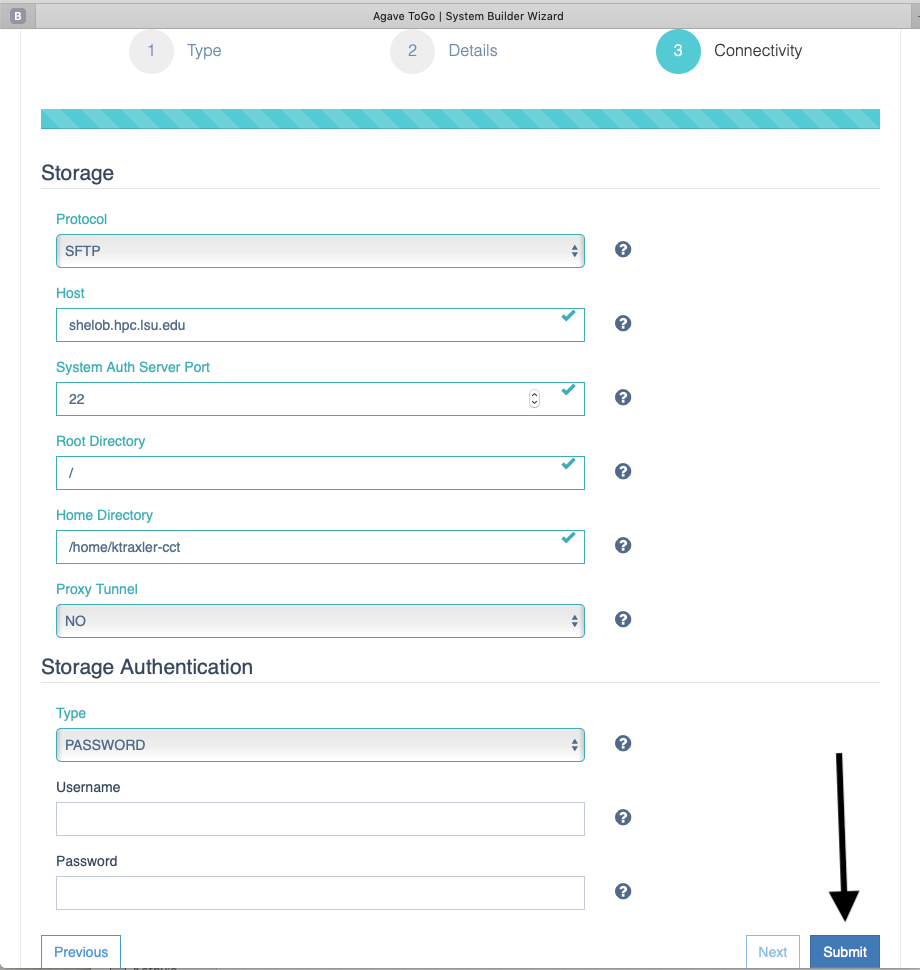 B
Agave ToGo | System Builder Wizard
1 Type 2 Details 3 Connectivity
Storage
Protocol
SFTP
?
Host
shelob.hpc.lsu.edu
?
System Auth Server Port
22
?
Root Directory
/
?
Home Directory
/home/ktraxler-cct
?
Proxy Tunnel
NO
?
Storage Authentication
Type
PASSWORD
?
Username
?
Password
?
Previous Next Submit